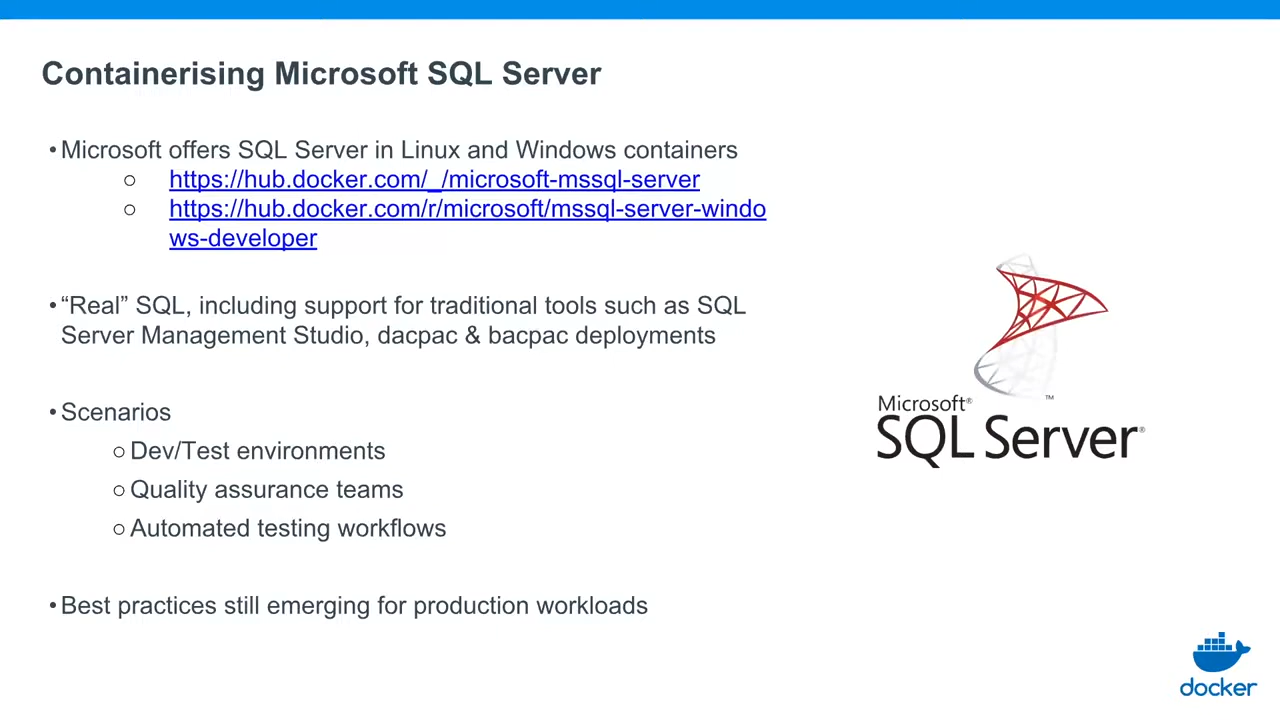 Containerising Microsoft SQL Server
• Microsoft offers SQL Server in Linux and Windows containers
○ https://hub.docker.com/_/microsoft-mssql-server
○ https://hub.docker.com/r/microsoft/mssql-server-windo
ws-developer
• “Real” SQL, including support for traditional tools such as SQL
Server Management Studio, dacpac & bacpac deployments
• Scenarios
○ Dev/Test environments
○ Quality assurance teams
○ Automated testing workflows
• Best practices still emerging for production workloads
™
Microsoft®
SQL Server®
docker